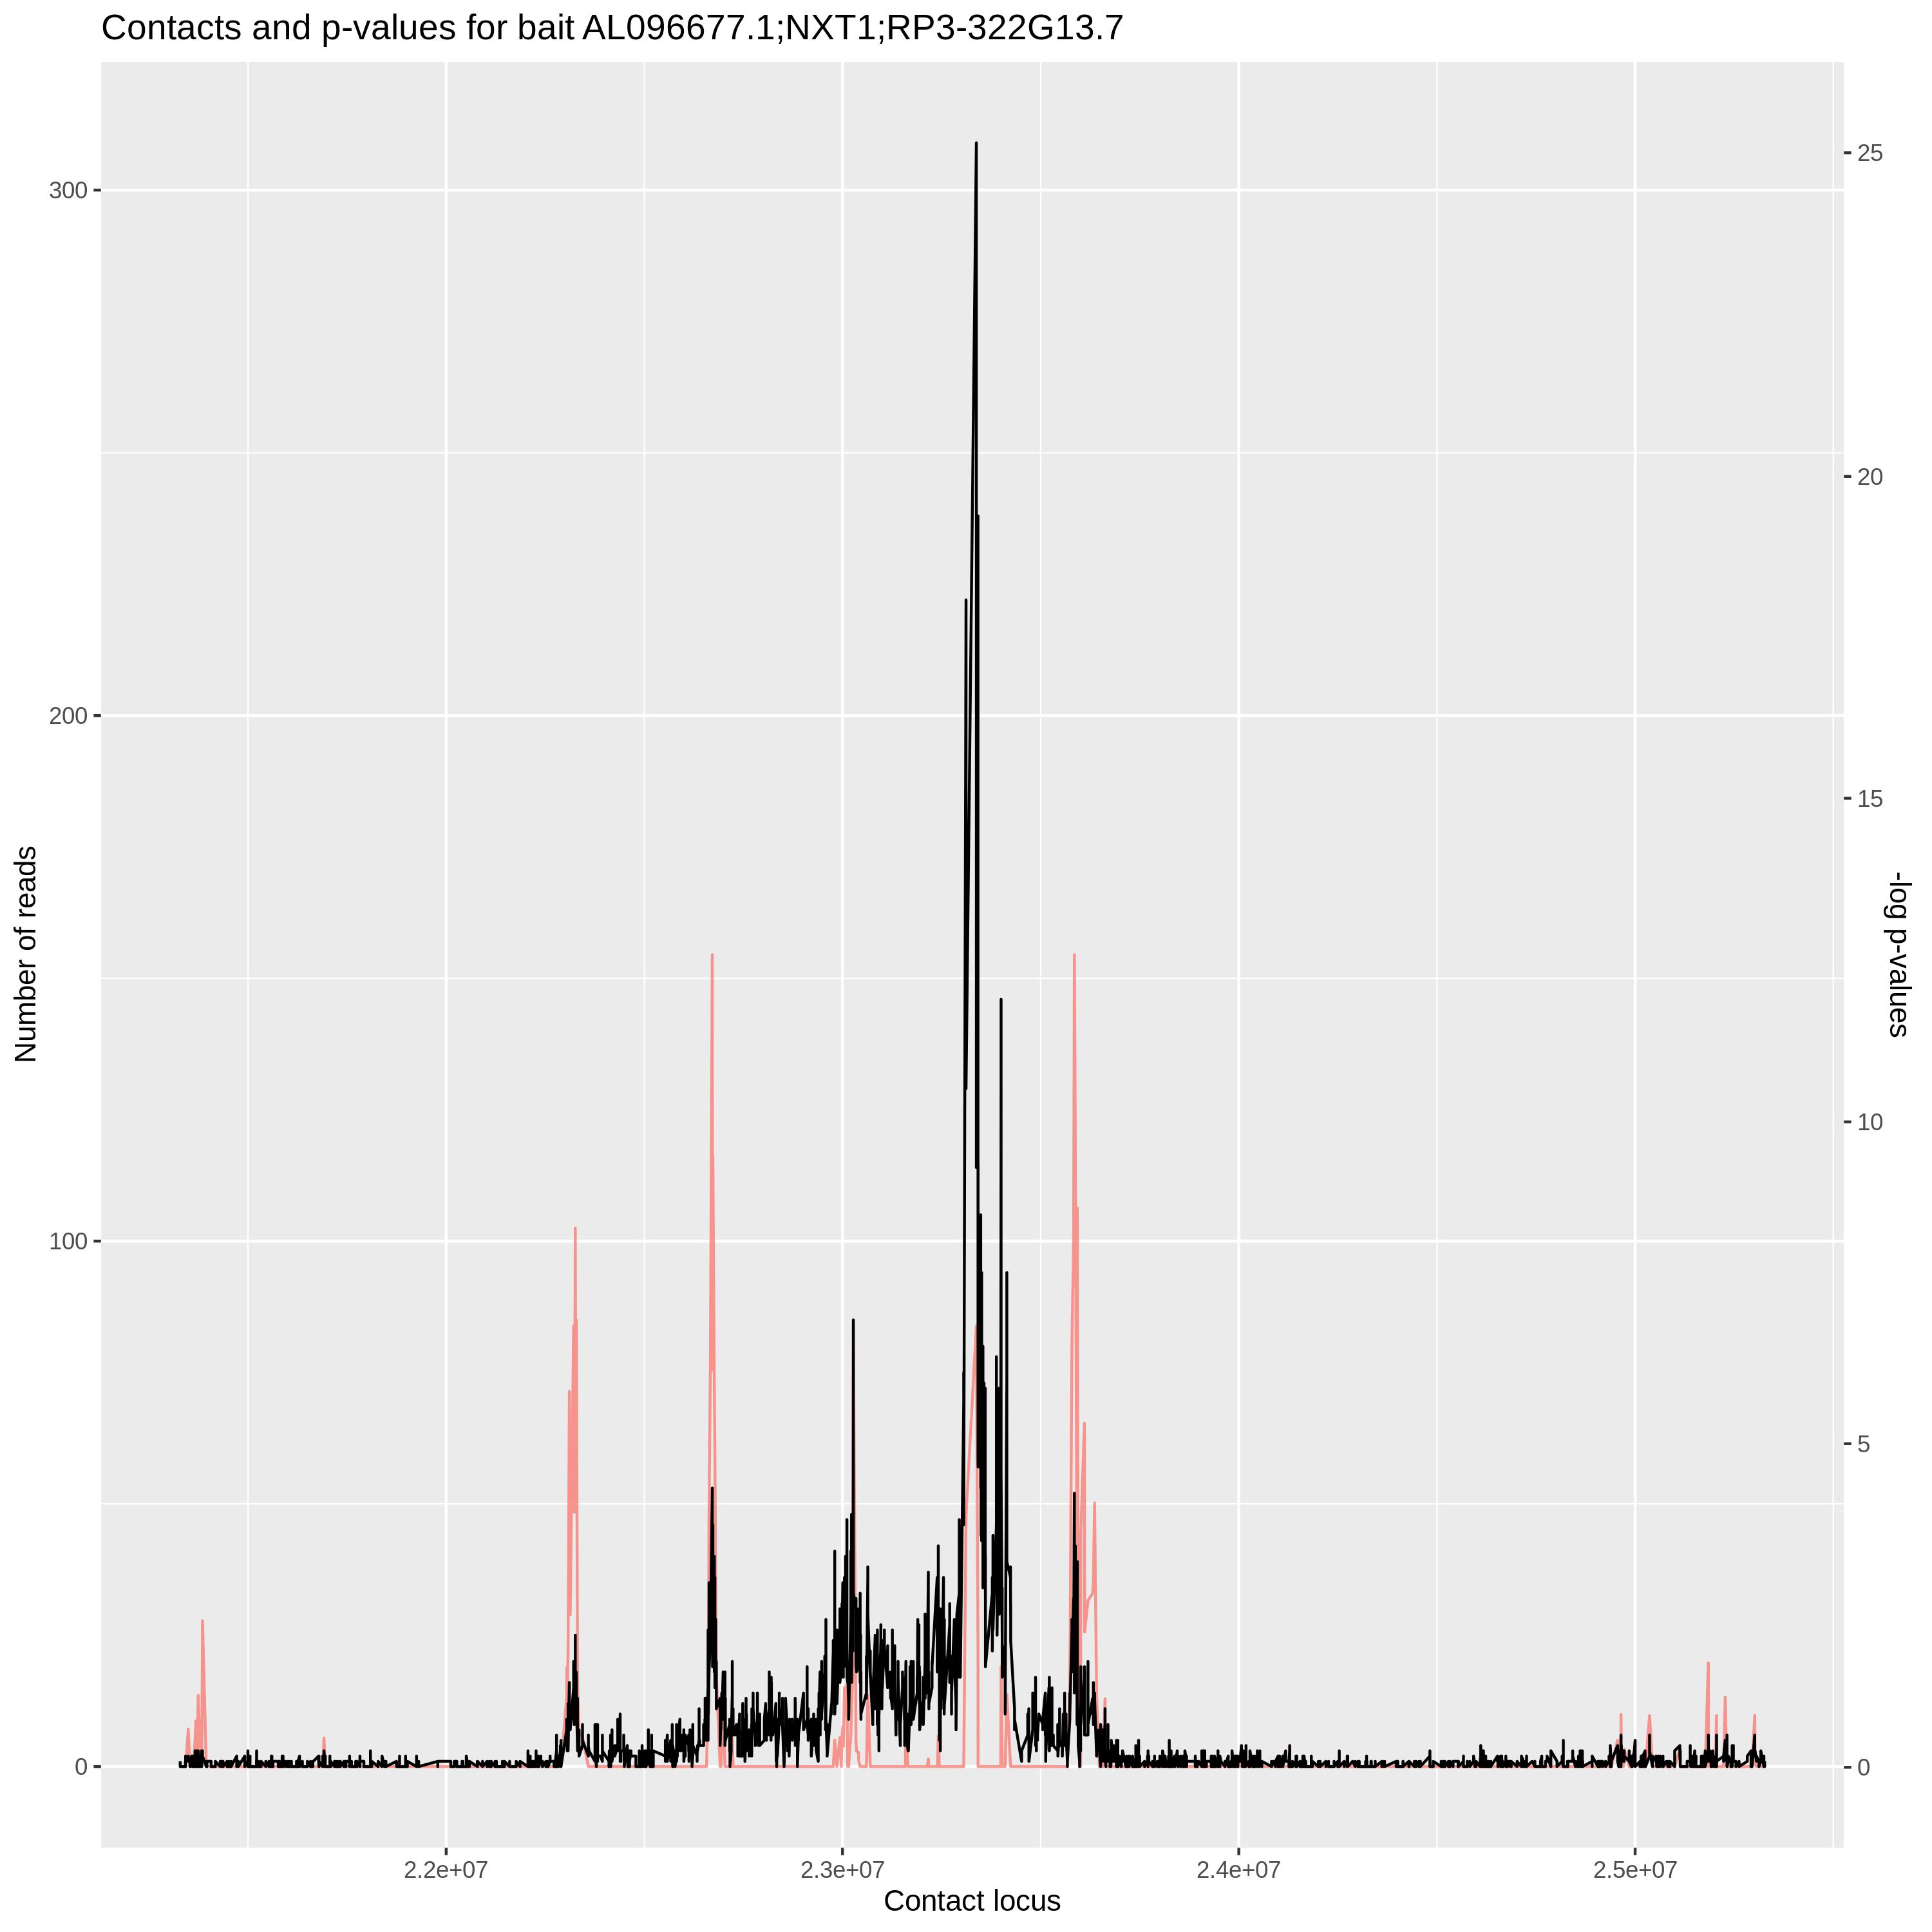 Contacts and p-values for bait AL096677.1;NXT1;RP3-322G13.7
300
200
100
0
Number of reads
25
20
15
10
5
0
-log p-values
2.2e+07
2.3e+07
2.4e+07
2.5e+07
Contact locus